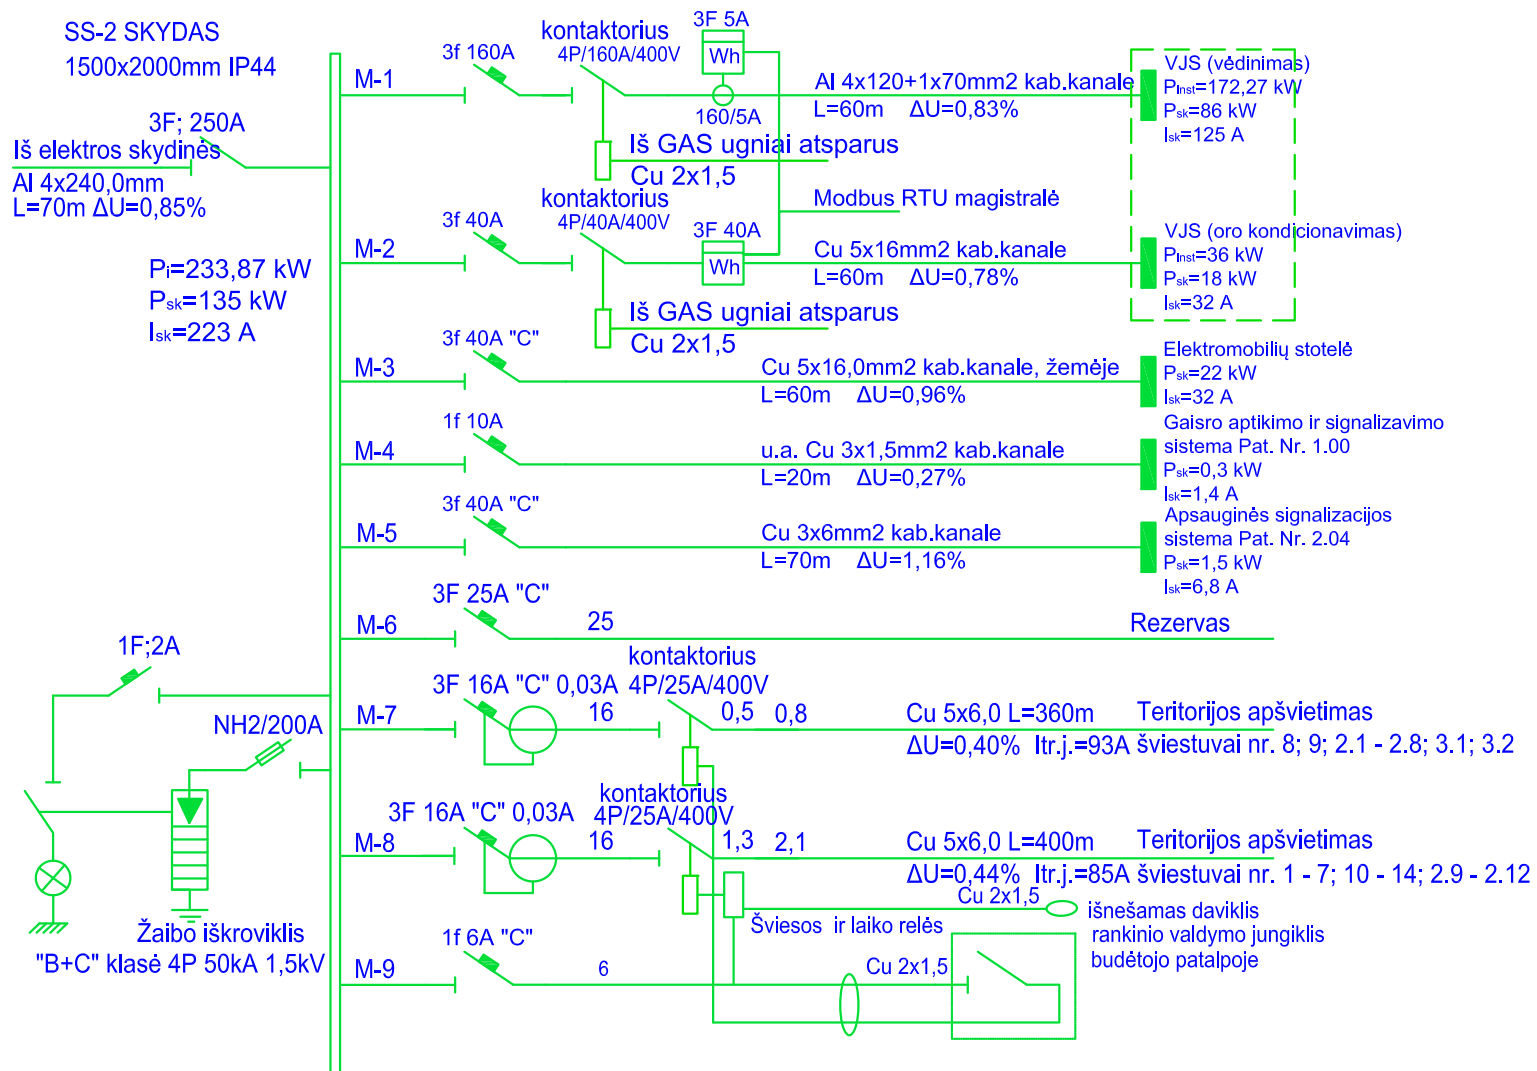 SS-2 SKYDAS
1500x2000mm IP44
3F; 250A
Iš elektros skydinės
Al 4x240,0mm
L=70m ΔU=0,85%
Pi=233,87 kW
Psk=135 kW
Isk=223 A
M-1
3f 160A
kontaktorius
4P/160A/400V
3F 5A
Wh
160/5A
Al 4x120+1x70mm2 kab.kanale
L=60m ΔU=0,83%
VJS (vėdinimas)
PInst=172,27 kW
Psk=86 kW
Isk=125 A
Iš GAS ugniai atsparus
Cu 2x1,5
Modbus RTU magistralė
M-2
3f 40A
kontaktorius
4P/40A/400V
3F 40A
Wh
Cu 5x16mm2 kab.kanale
L=60m ΔU=0,78%
VJS (oro kondicionavimas)
PInst=36 kW
Psk=18 kW
Isk=32 A
Iš GAS ugniai atsparus
Cu 2x1,5
M-3
3f 40A "C"
Cu 5x16,0mm2 kab.kanale, žemėje
L=60m ΔU=0,96%
Elektromobilių stotelė
Psk=22 kW
Isk=32 A
M-4
1f 10A
u.a. Cu 3x1,5mm2 kab.kanale
L=20m ΔU=0,27%
Gaisro aptikimo ir signalizavimo
sistema Pat. Nr. 1.00
Psk=0,3 kW
Isk=1,4 A
M-5
3f 40A "C"
Cu 3x6mm2 kab.kanale
L=70m ΔU=1,16%
Apsauginės signalizacijos
sistema Pat. Nr. 2.04
Psk=1,5 kW
Isk=6,8 A
M-6
3F 25A "C"
25
Rezervas
1F;2A
NH2/200A
Žaibo iškroviklis
"B+C" klasė 4P 50kA 1,5kV
M-7
3F 16A "C" 0,03A
16
kontaktorius
4P/25A/400V
0,5 0,8
Cu 5x6,0 L=360m
ΔU=0,40% Itr.j.=93A
Teritorijos apšvietimas
šviestuvai nr. 8; 9; 2.1 - 2.8; 3.1; 3.2
M-8
3F 16A "C" 0,03A
16
kontaktorius
4P/25A/400V
1,3 2,1
Cu 5x6,0 L=400m
ΔU=0,44% Itr.j.=85A
Teritorijos apšvietimas
šviestuvai nr. 1 - 7; 10 - 14; 2.9 - 2.12
Cu 2x1,5
Šviesos ir laiko relės
išnešamas daviklis
rankinio valdymo jungiklis
budėtojo patalpoje
M-9
1f 6A "C"
6
Cu 2x1,5